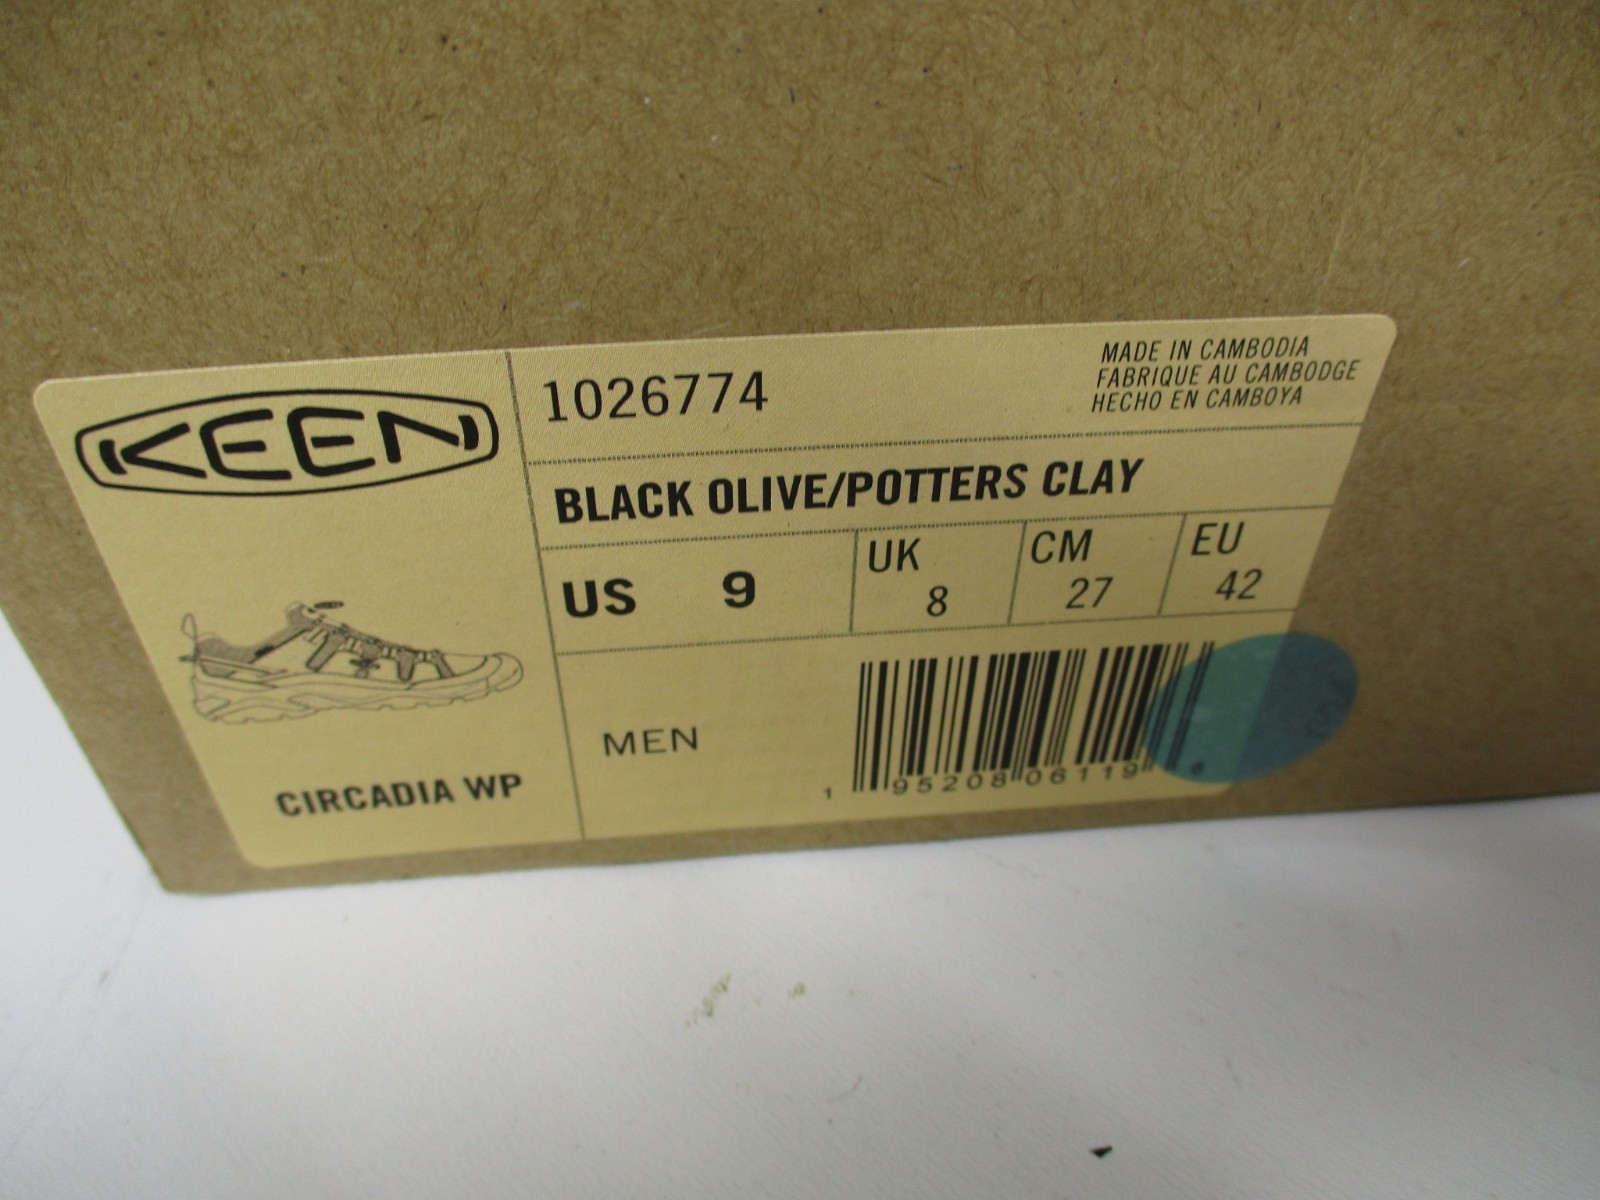 KEEN
1026774
MADE IN CAMBODIA
FABRIQUE AU CAMBODGE
HECHO EN CAMBOYA
BLACK OLIVE/POTTERS CLAY
US 9
UK 8
CM 27
EU 42
MEN
CIRCADIA WP
1 95208 06119 6